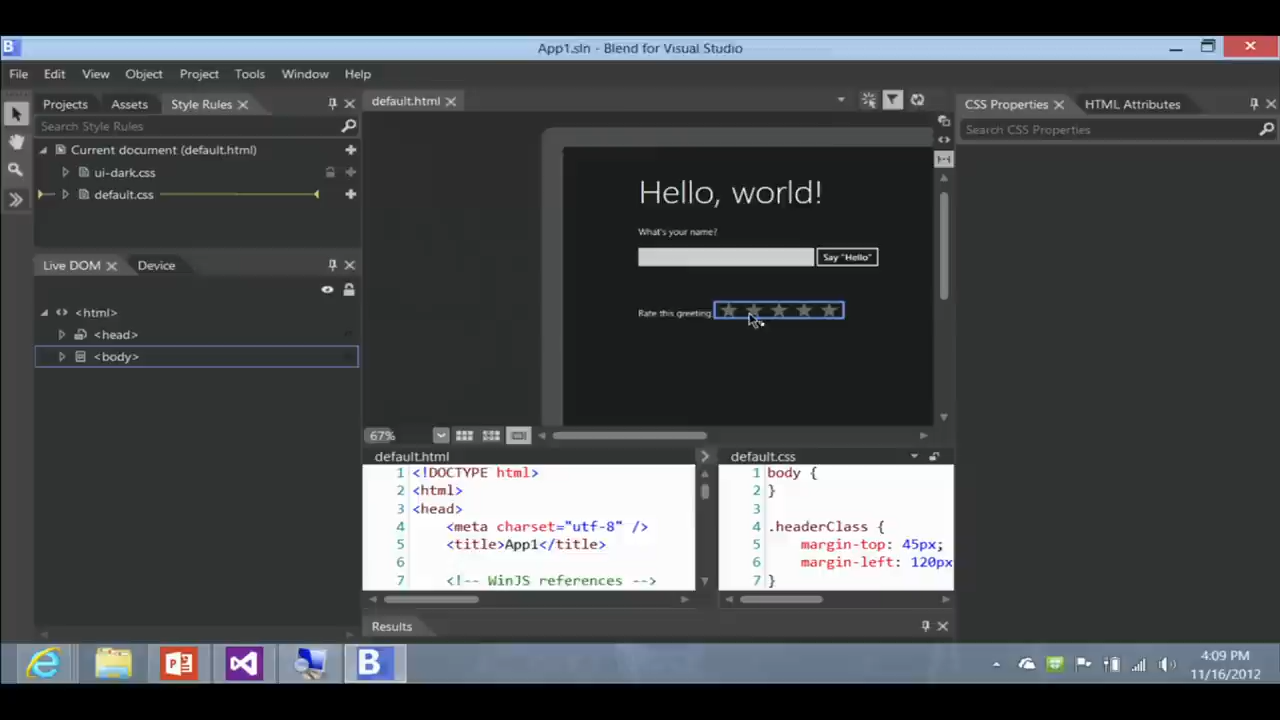 B
App1.sln - Blend for Visual Studio
File Edit View Object Project Tools Window Help
Projects Assets Style Rules
Search Style Rules
Current document (default.html)
ui-dark.css
default.css
Live DOM Device
<html>
<head>
<body>
default.html
Hello, world!
What's your name?
Say "Hello"
Rate this greeting
67%
default.html
1 <!DOCTYPE html>
2 <html>
3 <head>
4 <meta charset="utf-8" />
5 <title>App1</title>
6
7 <!-- WinJS references -->
default.css
1 body {
2 }
3
4 .headerClass {
5 margin-top: 45px;
6 margin-left: 120px
7 }
Results
CSS Properties HTML Attributes
Search CSS Properties
B
4:09 PM
11/16/2012